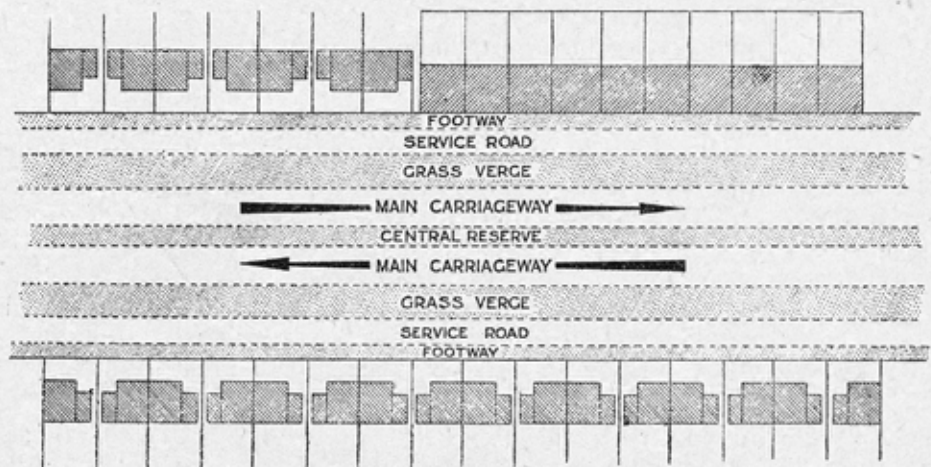 FOOTWAY
SERVICE ROAD
GRASS VERGE
MAIN CARRIAGEWAY
CENTRAL RESERVE
MAIN CARRIAGEWAY
GRASS VERGE
SERVICE ROAD
FOOTWAY